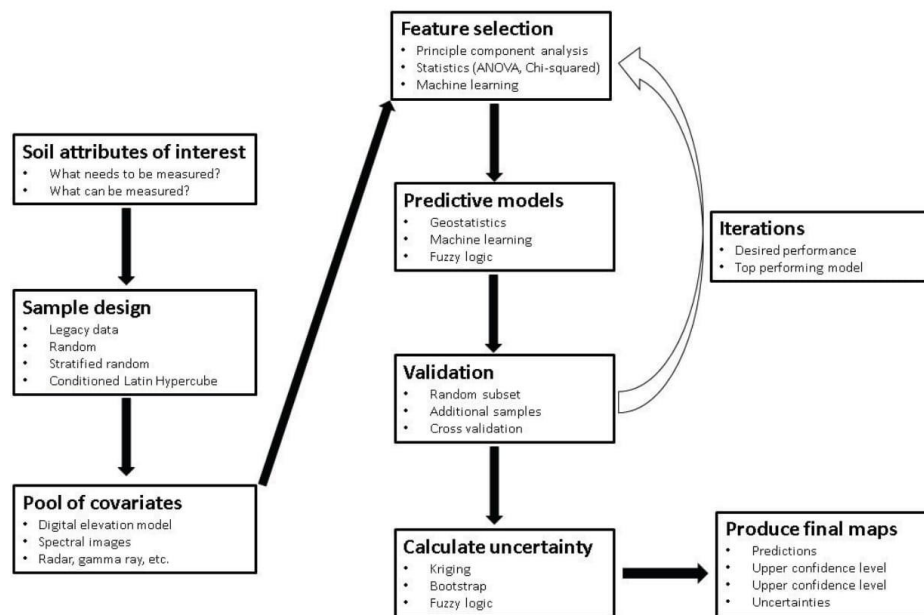 Soil attributes of interest
• What needs to be measured?
• What can be measured?
Sample design
• Legacy data
• Random
• Stratified random
• Conditioned Latin Hypercube
Pool of covariates
• Digital elevation model
• Spectral images
• Radar, gamma ray, etc.
Feature selection
• Principle component analysis
• Statistics (ANOVA, Chi-squared)
• Machine learning
Predictive models
• Geostatistics
• Machine learning
• Fuzzy logic
Validation
• Random subset
• Additional samples
• Cross validation
Iterations
• Desired performance
• Top performing model
Calculate uncertainty
• Kriging
• Bootstrap
• Fuzzy logic
Produce final maps
• Predictions
• Upper confidence level
• Upper confidence level
• Uncertainties